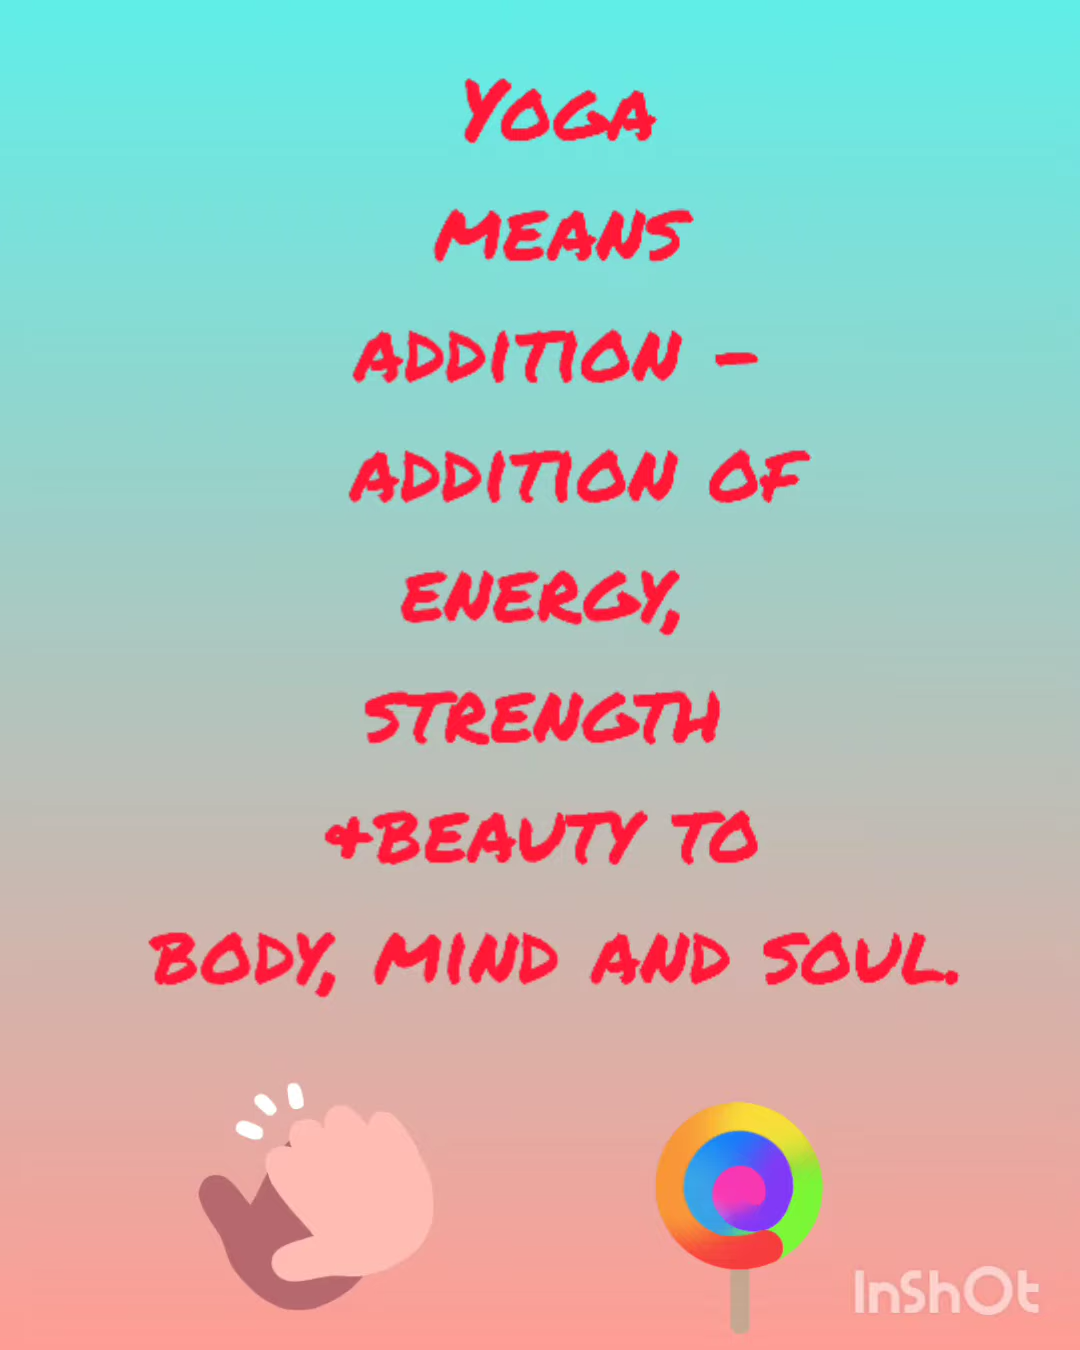 Yoga
means
addition -
addition of
energy,
strength
&beauty to
body, mind and soul.
InShOt